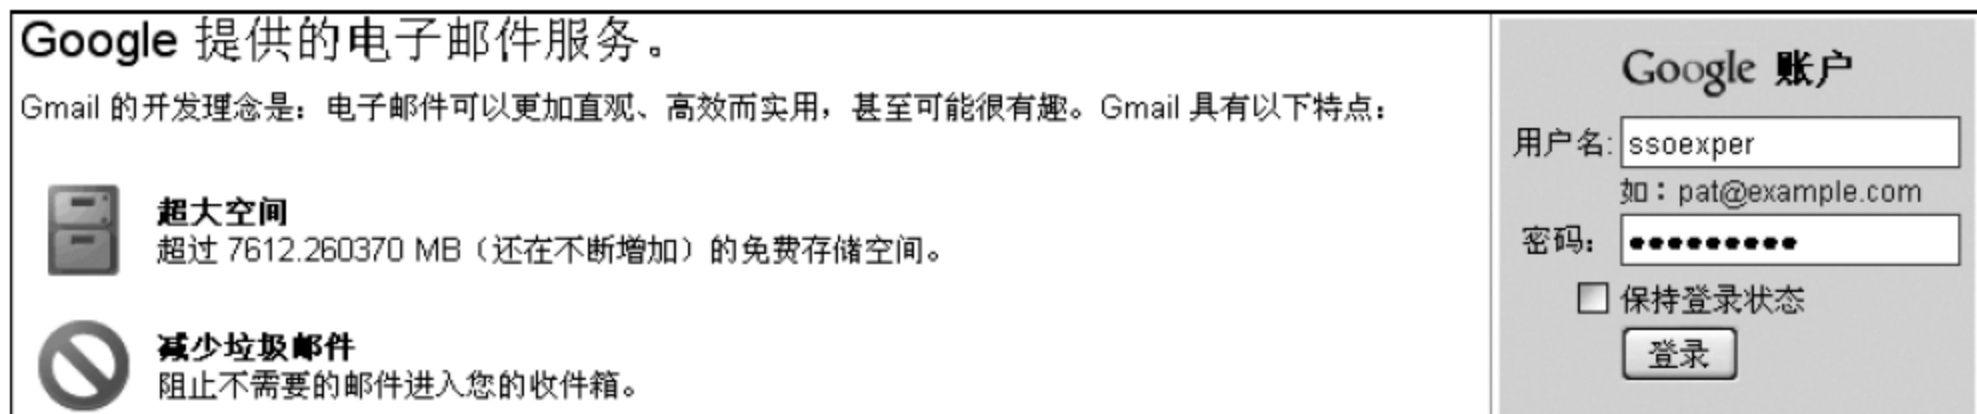 Google 提供的电子邮件服务。
Gmail 的开发理念是：电子邮件可以更加直观、高效而实用，甚至可能很有趣。Gmail 具有以下特点：
超大空间
超过 7612.260370 MB（还在不断增加）的免费存储空间。
减少垃圾邮件
阻止不需要的邮件进入您的收件箱。
Google 账户
用户名: ssoexper
如：pat@example.com
密码： ●●●●●●●●●
保持登录状态
登录